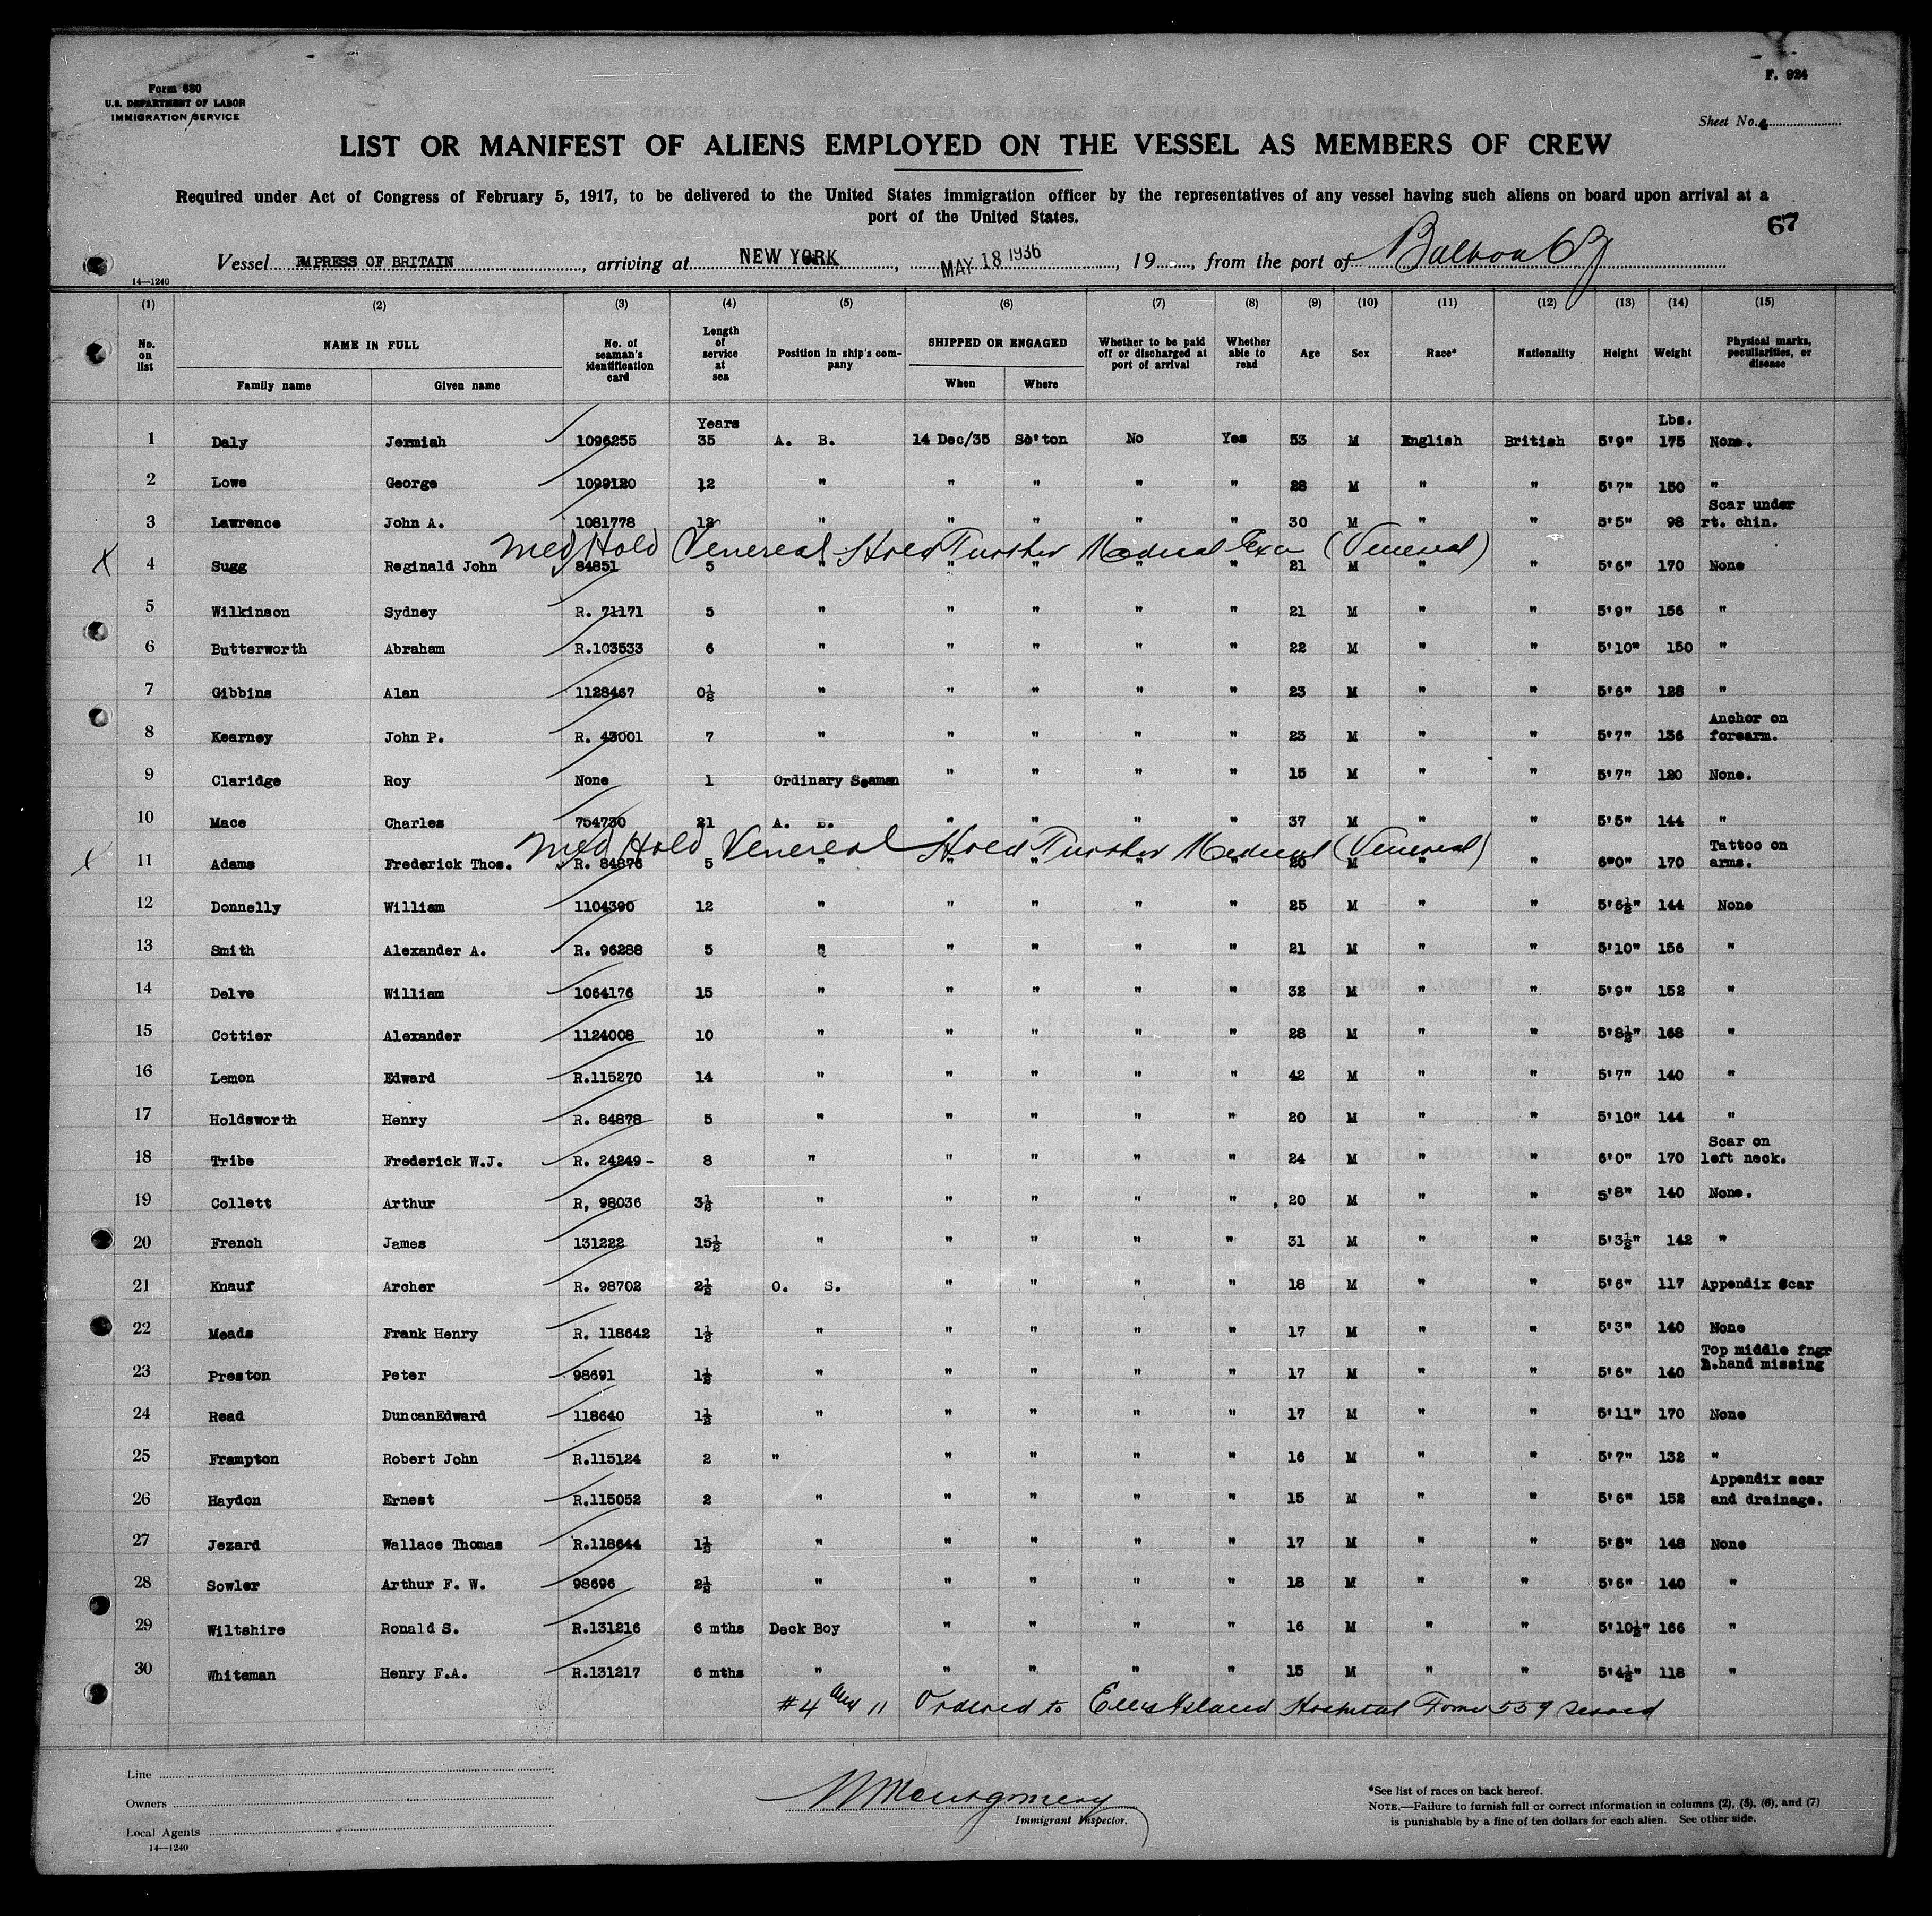 Form 680
U.S. DEPARTMENT OF LABOR
IMMIGRATION SERVICE
F. 924
Sheet No. 4
LIST OR MANIFEST OF ALIENS EMPLOYED ON THE VESSEL AS MEMBERS OF CREW
Required under Act of Congress of February 5, 1917, to be delivered to the United States immigration officer by the representatives of any vessel having such aliens on board upon arrival at a
port of the United States.
67
Vessel EMPRESS OF BRITAIN, arriving at NEW YORK, MAY 18 1936, 19, from the port of Balboa CZ
14—1240
(1) (2) (3) (4) (5) (6) (7) (8) (9) (10) (11) (12) (13) (14) (15)
No. on list NAME IN FULL Family name Given name No. of seaman's identification card Length of service at sea Position in ship's company SHIPPED OR ENGAGED When Where Whether to be paid off or discharged at port of arrival Whether able to read Age Sex Race* Nationality Height Weight Physical marks, peculiarities, or disease
Years Lbs.
1 Daly Jermiah 1096255 35 A. B. 14 Dec/35 So'ton No Yes 53 M English British 5'9" 175 None.
2 Lowe George 1099120 12 " " " " " 28 M " " 5'7" 150 "
3 Lawrence John A. 1081778 12 " " " " " 30 M " " 5'5" 98 Scar under rt. chin.
Med Hold (Venereal Hold Further Medical Exam (Venereal)
X 4 Sugg Reginald John 84851 5 " " " " " 21 M " " 5'6" 170 None
5 Wilkinson Sydney R. 71171 5 " " " " " 21 M " " 5'9" 156 "
6 Butterworth Abraham R.103533 6 " " " " " 22 M " " 5'10" 150 "
7 Gibbins Alan 1128467 0½ " " " " " 23 M " " 5'6" 128 "
8 Kearney John P. R. 43001 7 " " " " " 23 M " " 5'7" 136 Anchor on forearm.
9 Claridge Roy None 1 Ordinary Seaman " " " " 15 M " " 5'7" 120 None.
10 Mace Charles 754730 21 A. B. " " " " 37 M " " 5'5" 144 "
Med Hold Venereal Hold Further Medical (Venereal)
X 11 Adams Frederick Thos. R. 84876 5 " " " " " 20 M " " 6"0" 170 Tattoo on arms.
12 Donnelly William 1104390 12 " " " " " 25 M " " 5'6½" 144 None
13 Smith Alexander A. R. 96288 5 " " " " " 21 M " " 5'10" 156 "
14 Delve William 1064176 15 " " " " " 32 M " " 5'9" 152 "
15 Cottier Alexander 1124008 10 " " " " " 28 M " " 5'8½" 168 "
16 Lemon Edward R.115270 14 " " " " " 42 M " " 5'7" 140 "
17 Holdsworth Henry R. 84878 5 " " " " " 20 M " " 5'10" 144 "
18 Tribe Frederick W.J. R. 24249 - 8 " " " " " 24 M " " 6'0" 170 Scar on left neck.
19 Collett Arthur R, 98036 3½ " " " " " 20 M " " 5'8" 140 None.
20 French James 131222 15½ " " " " " 31 M " " 5'3½" 142 "
21 Knauf Archer R. 98702 2½ O. S. " " " " 18 M " " 5'6" 117 Appendix scar
22 Meads Frank Henry R. 118642 1½ " " " " " 17 M " " 5'3" 140 None
23 Preston Peter 98691 1½ " " " " " 17 M " " 5'6" 140 Top middle fngr R.hand missing
24 Read DuncanEdward 118640 1½ " " " " " 17 M " " 5'11" 170 None
25 Frampton Robert John R.115124 2 " " " " " 16 M " " 5'7" 132 "
26 Haydon Ernest R.115052 2 " " " " " 15 M " " 5'6" 152 Appendix scar and drainage.
27 Jezard Wallace Thomas R.118644 1½ " " " " " 17 M " " 5'8" 148 None
28 Sowler Arthur F. W. 98696 2½ " " " " " 18 M " " 5'6" 140 "
29 Wiltshire Ronald S. R.131216 6 mths Deck Boy " " " " 16 M " " 5'10½" 166 "
30 Whiteman Henry F.A. R.131217 6 mths " " " " " 15 M " " 5'4½" 118 "
#4 and 11 Ordered to Ellis Island Hospital Form 559 served
Line
Owners
Local Agents
14—1240
Montgomery
Immigrant Inspector.
*See list of races on back hereof.
NOTE.—Failure to furnish full or correct information in columns (2), (5), (6), and (7)
is punishable by a fine of ten dollars for each alien. See other side.